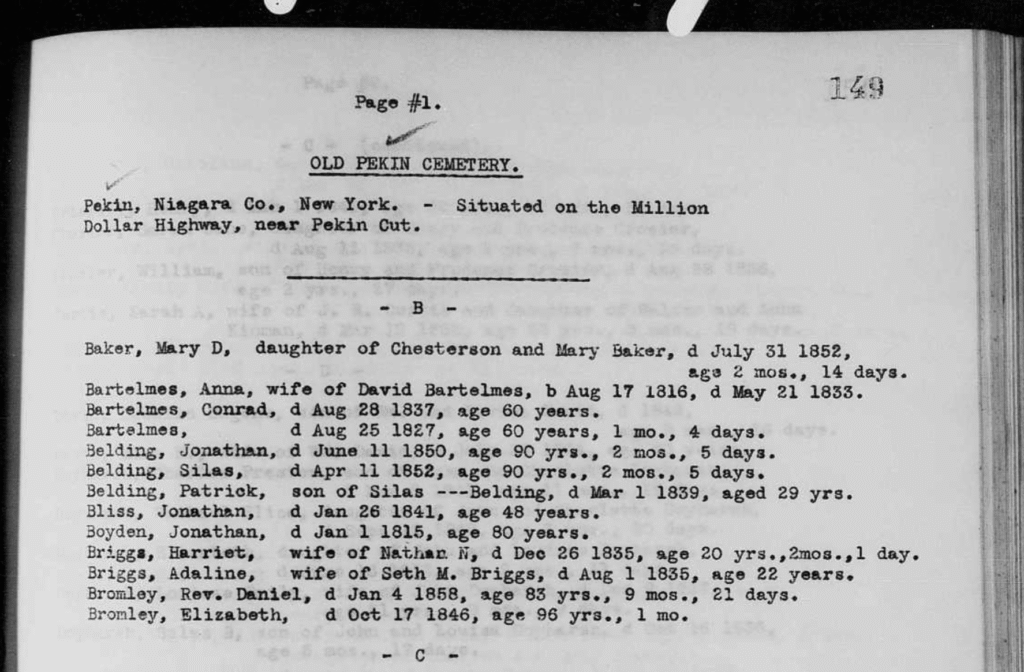 149
Page #1.
OLD PEKIN CEMETERY.
Pekin, Niagara Co., New York. - Situated on the Million
Dollar Highway, near Pekin Cut.
- B -
Baker, Mary D, daughter of Chesterson and Mary Baker, d July 31 1852,
age 2 mos., 14 days.
Bartelmes, Anna, wife of David Bartelmes, b Aug 17 1816, d May 21 1833.
Bartelmes, Conrad, d Aug 28 1837, age 60 years.
Bartelmes, d Aug 25 1827, age 60 years, 1 mo., 4 days.
Belding, Jonathan, d June 11 1850, age 90 yrs., 2 mos., 5 days.
Belding, Silas, d Apr 11 1852, age 90 yrs., 2 mos., 5 days.
Belding, Patrick, son of Silas ---Belding, d Mar 1 1839, aged 29 yrs.
Bliss, Jonathan, d Jan 26 1841, age 48 years.
Boyden, Jonathan, d Jan 1 1815, age 80 years.
Briggs, Harriet, wife of Nathan N, d Dec 26 1835, age 20 yrs.,2mos.,1 day.
Briggs, Adaline, wife of Seth M. Briggs, d Aug 1 1835, age 22 years.
Bromley, Rev. Daniel, d Jan 4 1858, age 83 yrs., 9 mos., 21 days.
Bromley, Elizabeth, d Oct 17 1846, age 96 yrs., 1 mo.
- C -